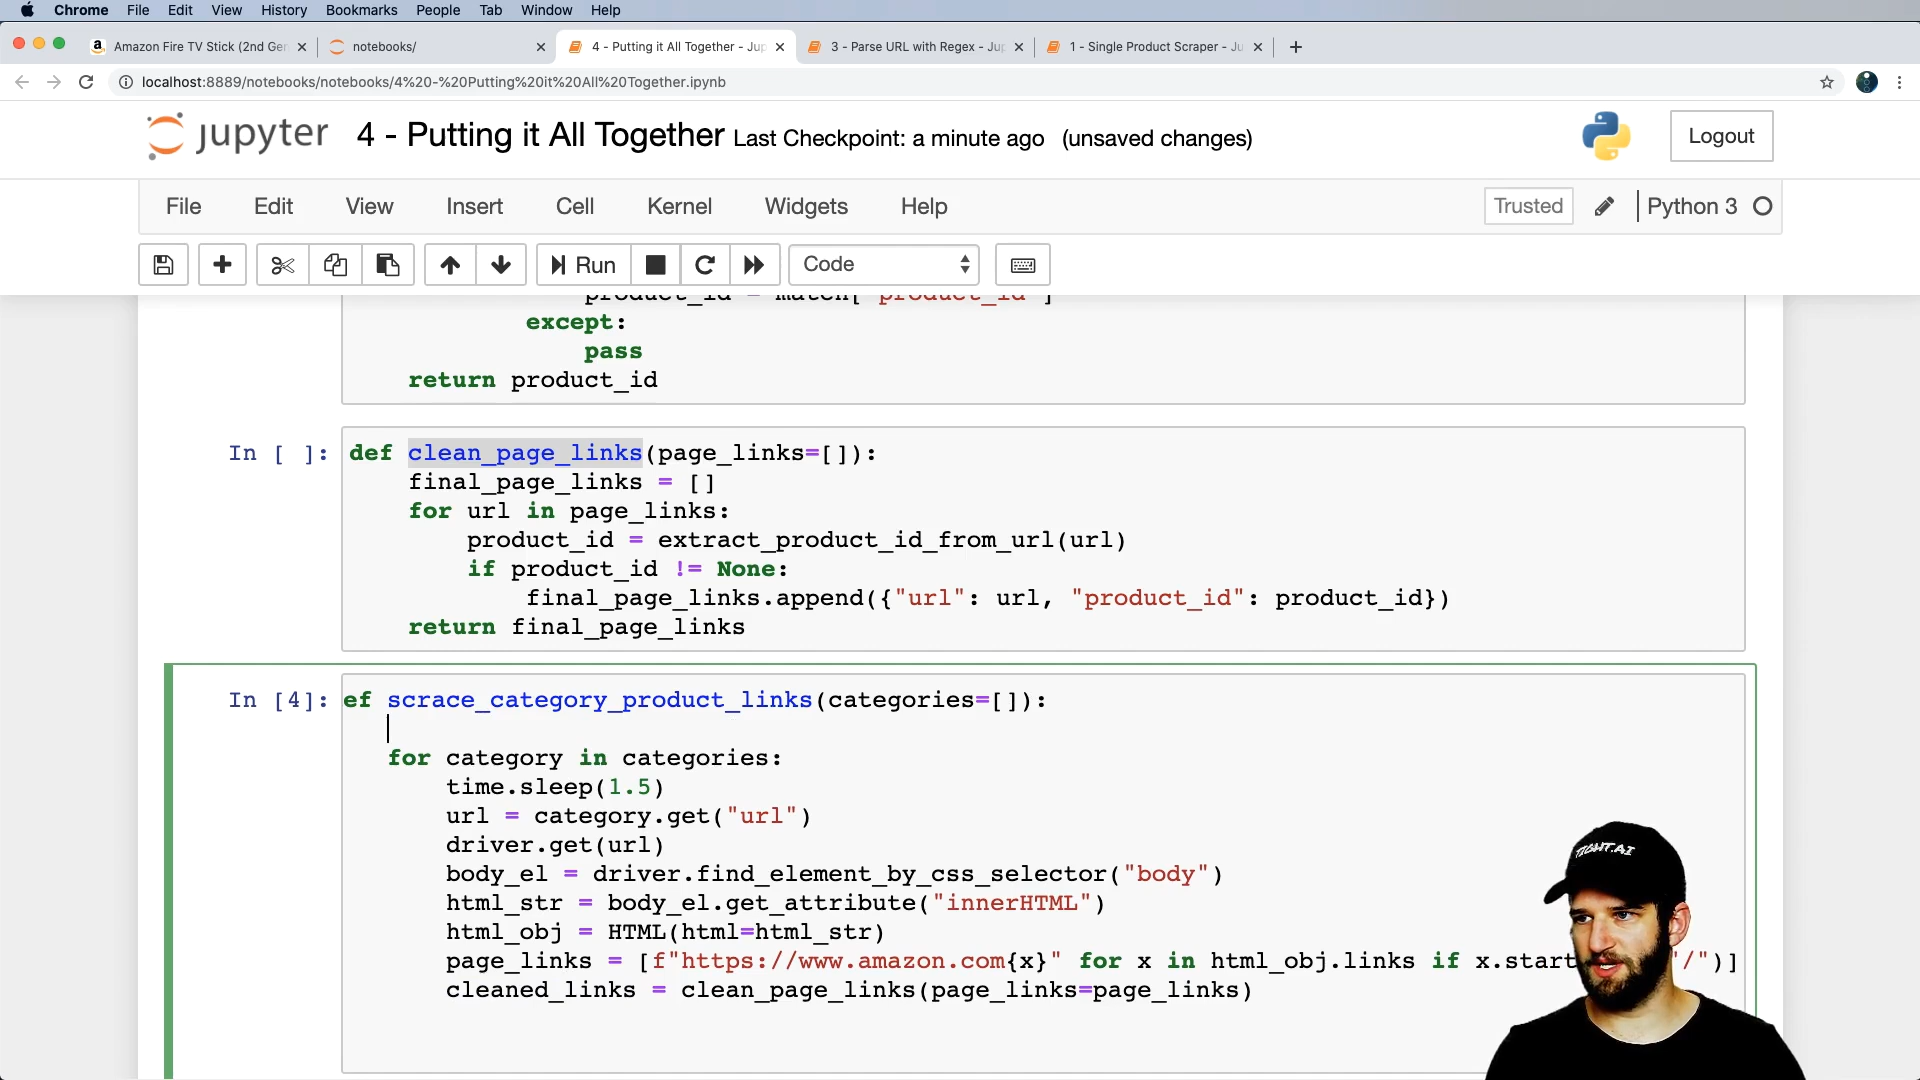 Chrome File Edit View History Bookmarks People Tab Window Help
Amazon Fire TV Stick (2nd Gen
notebooks/
4 - Putting it All Together - Jup
3 - Parse URL with Regex - Jup
1 - Single Product Scraper - Ju
localhost:8889/notebooks/notebooks/4%20-%20Putting%20it%20All%20Together.ipynb
jupyter 4 - Putting it All Together Last Checkpoint: a minute ago (unsaved changes)
Logout
File Edit View Insert Cell Kernel Widgets Help
Trusted Python 3
Run Code
product_id = match["product_id"]
except:
pass
return product_id
In [ ]: def clean_page_links(page_links=[]):
final_page_links = []
for url in page_links:
product_id = extract_product_id_from_url(url)
if product_id != None:
final_page_links.append({"url": url, "product_id": product_id})
return final_page_links
In [4]: ef scrace_category_product_links(categories=[]):
for category in categories:
time.sleep(1.5)
url = category.get("url")
driver.get(url)
body_el = driver.find_element_by_css_selector("body")
html_str = body_el.get_attribute("innerHTML")
html_obj = HTML(html=html_str)
page_links = [f"https://www.amazon.com{x}" for x in html_obj.links if x.start '/")]
cleaned_links = clean_page_links(page_links=page_links)